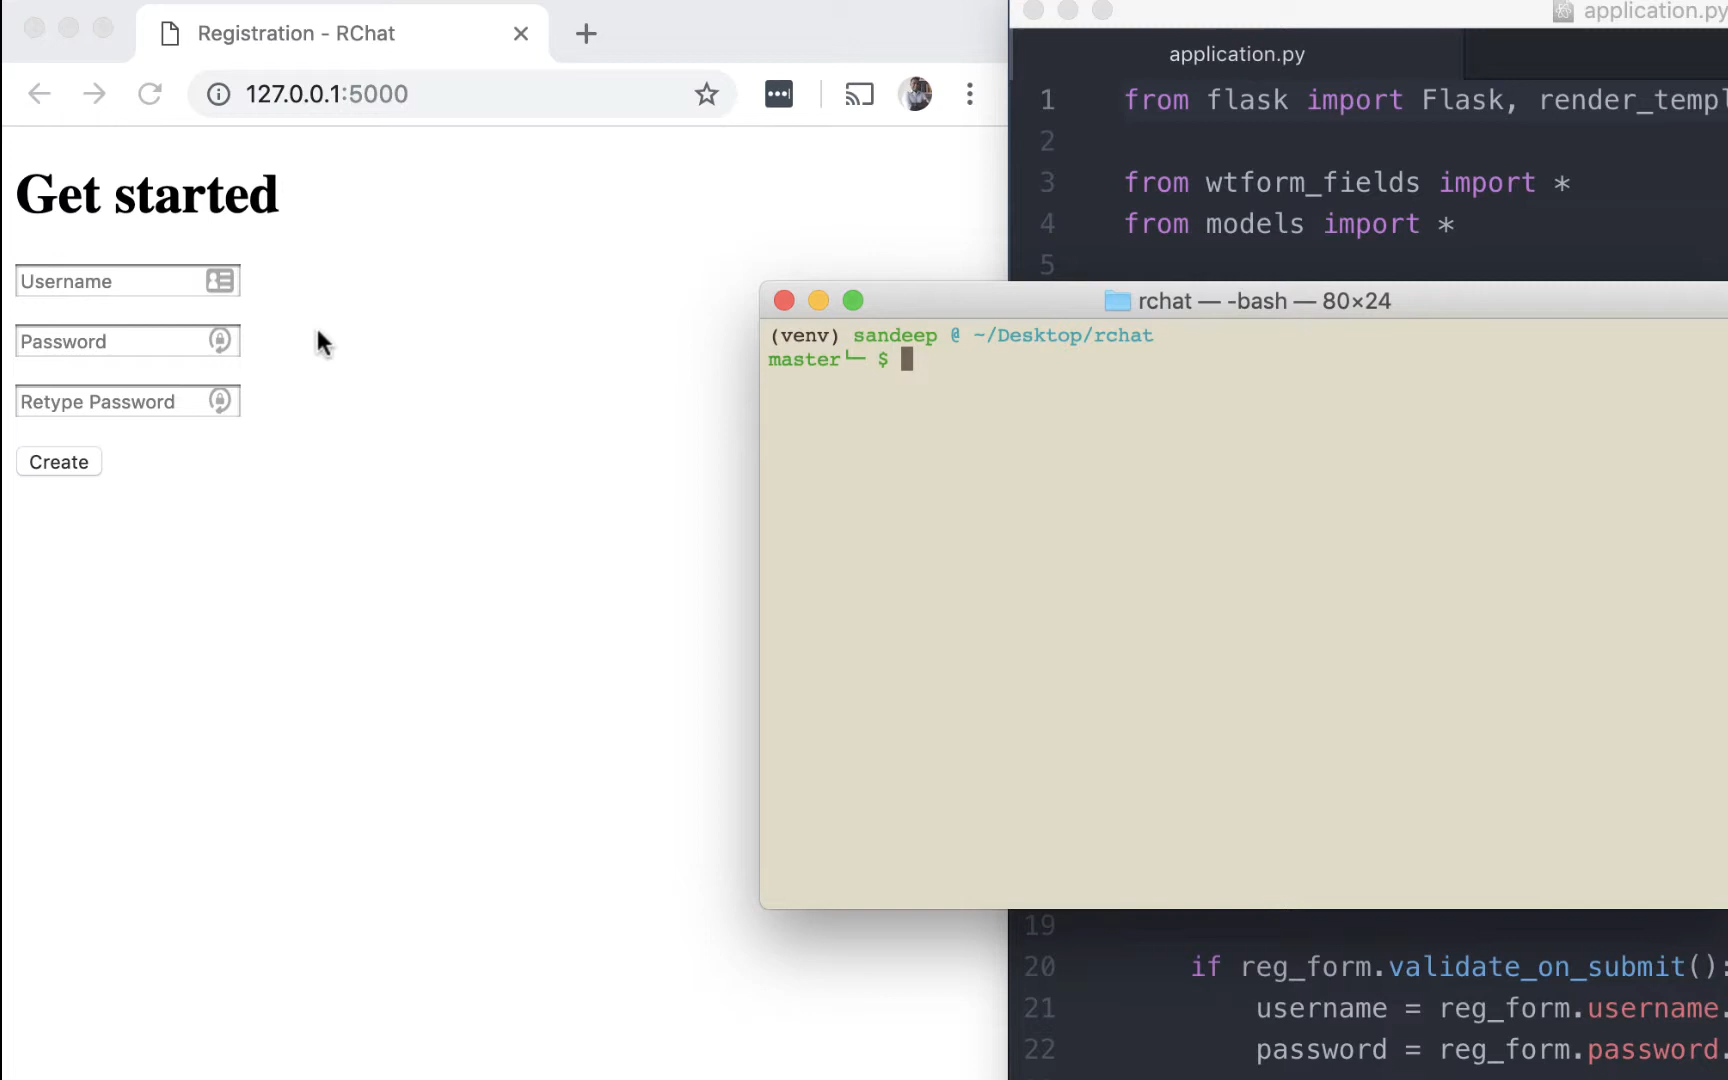 Registration - RChat
127.0.0.1:5000
Get started
Username
Password
Retype Password
Create
application.py
application.py
1 from flask import Flask, render_templ
2
3 from wtform_fields import *
4 from models import *
5
rchat — -bash — 80×24
(venv) sandeep @ ~/Desktop/rchat
master└─ $
19
20 if reg_form.validate_on_submit():
21 username = reg_form.username.
22 password = reg_form.password.